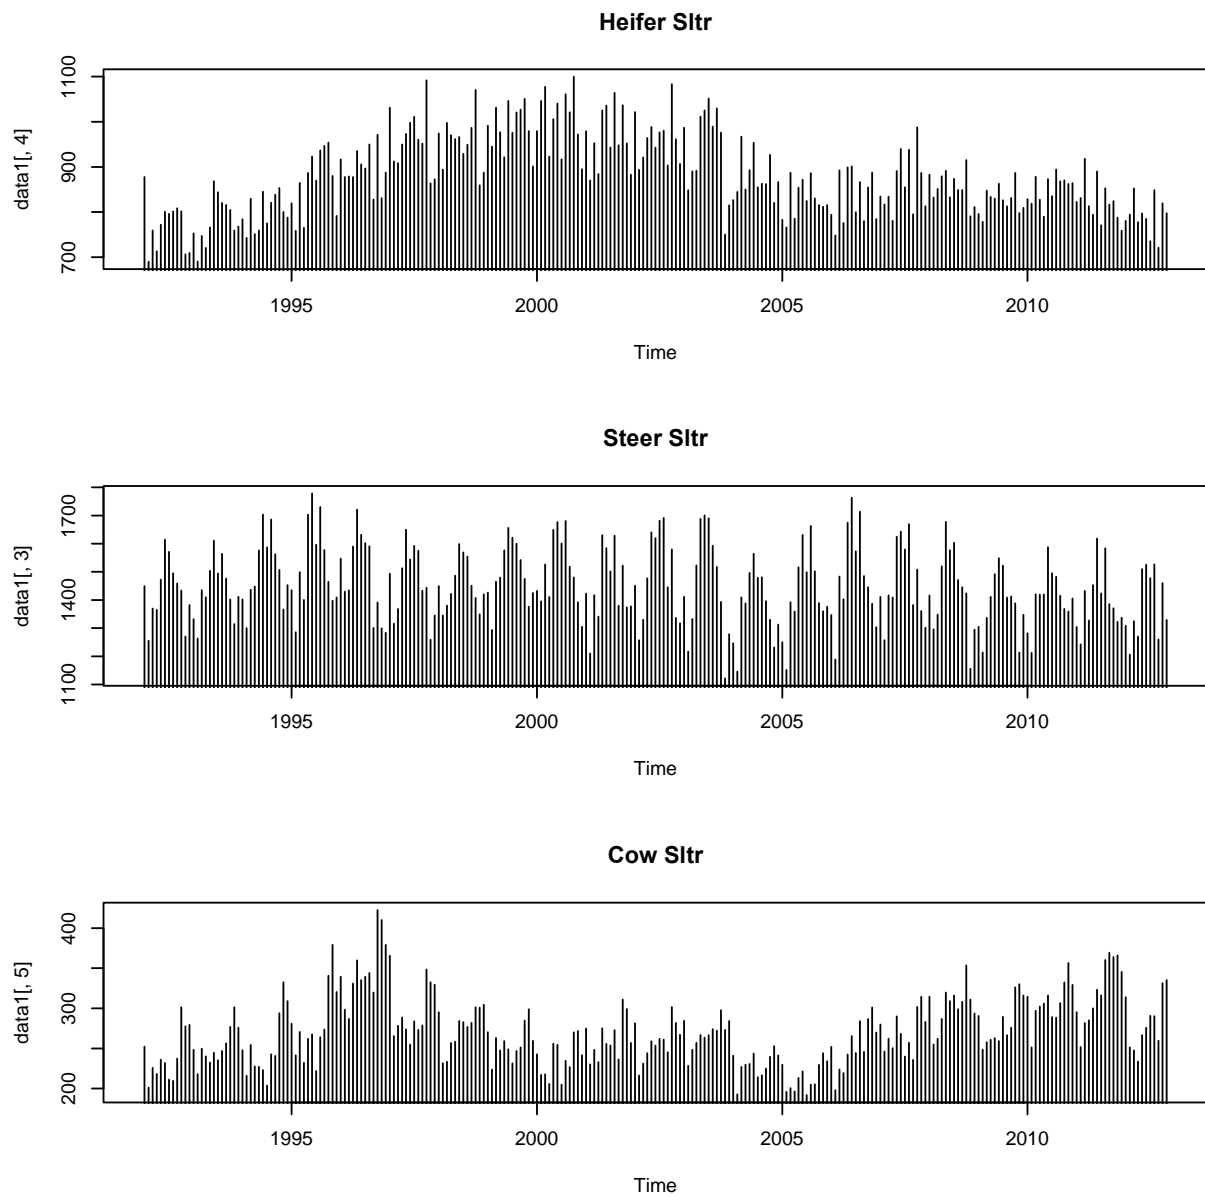 Heifer Sltr
data1[, 4]
1100
900
700
1995 2000 2005 2010
Time
Steer Sltr
data1[, 3]
1700
1400
1100
1995 2000 2005 2010
Time
Cow Sltr
data1[, 5]
400
300
200
1995 2000 2005 2010
Time